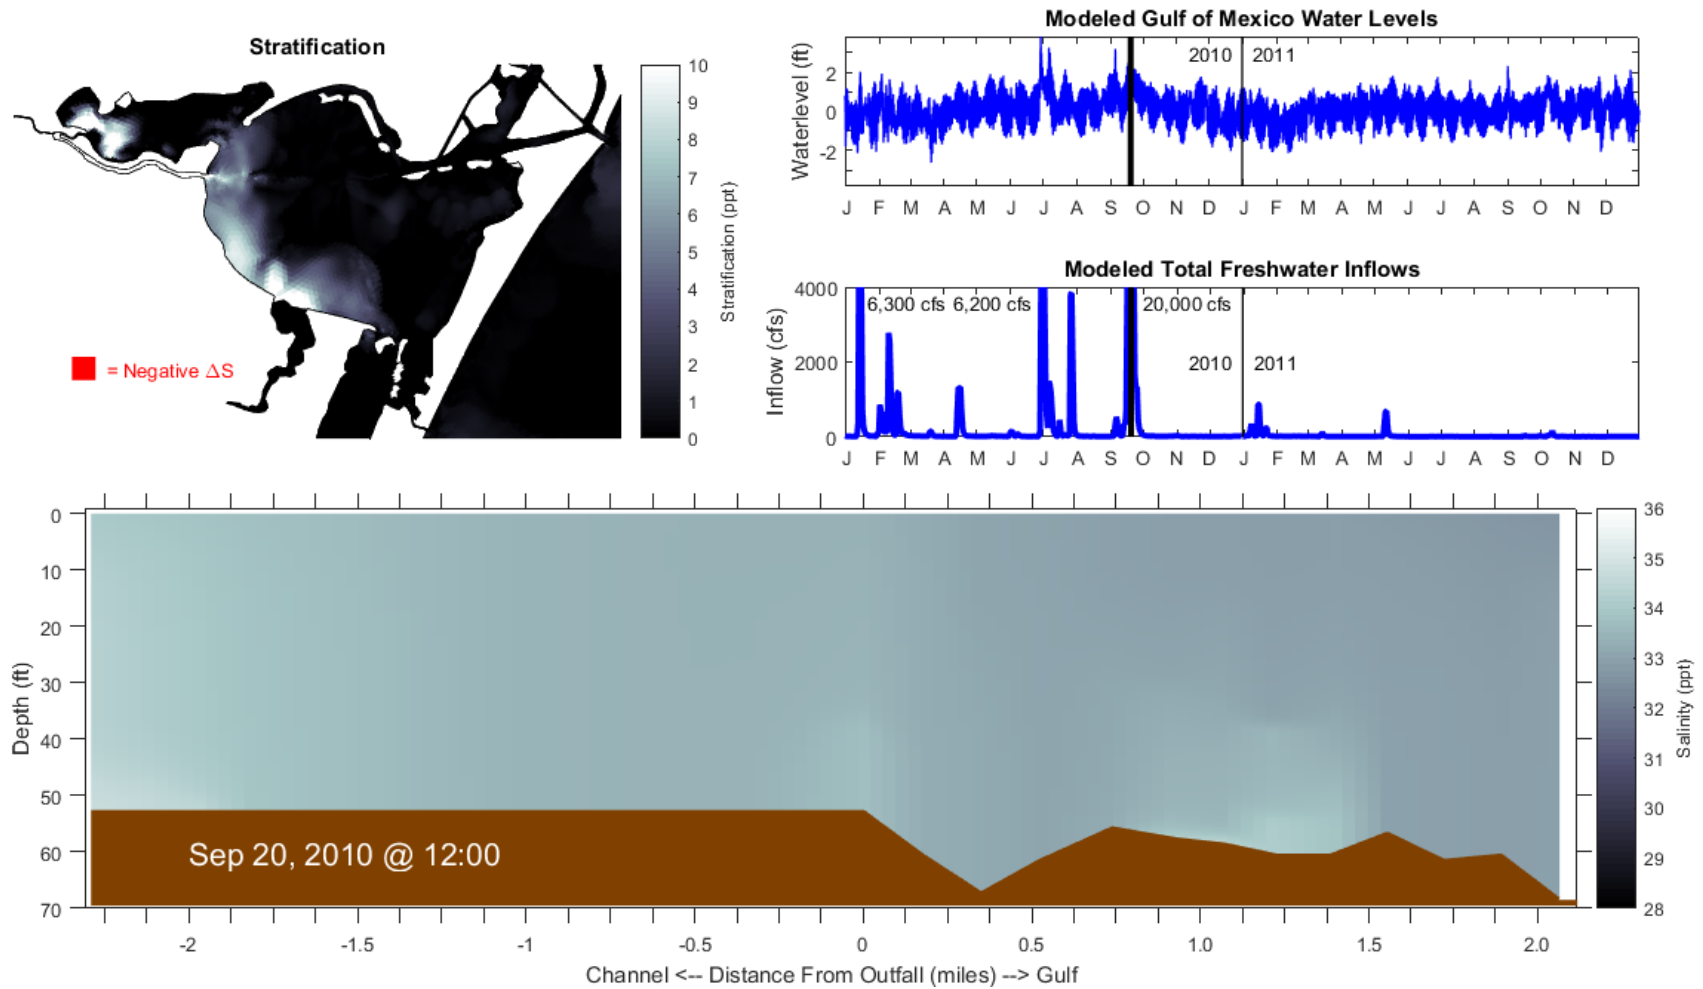 Stratification
10
9
8
7
6
5
4
3
2
1
0
Stratification (ppt)
= Negative ΔS
Modeled Gulf of Mexico Water Levels
Waterlevel (ft)
2
0
-2
2010
2011
J F M A M J J A S O N D J F M A M J J A S O N D
Modeled Total Freshwater Inflows
Inflow (cfs)
4000
2000
0
6,300 cfs 6,200 cfs 20,000 cfs
2010
2011
J F M A M J J A S O N D J F M A M J J A S O N D
Depth (ft)
0
10
20
30
40
50
60
70
Sep 20, 2010 @ 12:00
-2 -1.5 -1 -0.5 0 0.5 1.0 1.5 2.0
Channel <-- Distance From Outfall (miles) --> Gulf
36
35
34
33
32
31
30
29
28
Salinity (ppt)